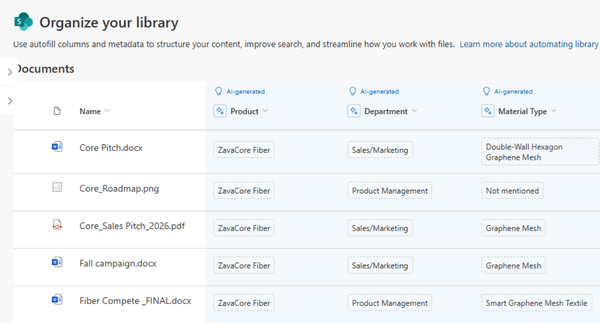 Organize your library
Use autofill columns and metadata to structure your content, improve search, and streamline how you work with files. Learn more about automating library
Documents
AI-generated AI-generated AI-generated
Name Product Department Material Type
Core Pitch.docx ZavaCore Fiber Sales/Marketing Double-Wall Hexagon
Graphene Mesh
Core_Roadmap.png ZavaCore Fiber Product Management Not mentioned
Core_Sales Pitch_2026.pdf ZavaCore Fiber Sales/Marketing Graphene Mesh
Fall campaign.docx ZavaCore Fiber Sales/Marketing Graphene Mesh
Fiber Compete _FINAL.docx ZavaCore Fiber Product Management Smart Graphene Mesh Textile